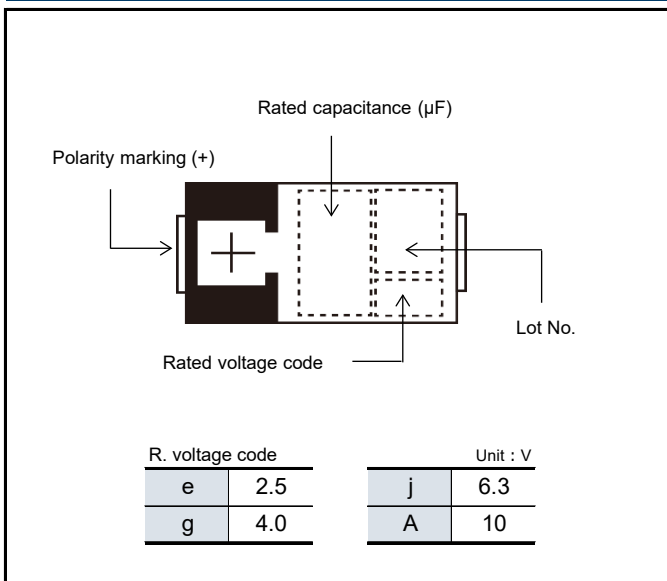 Rated capacitance (µF)
Polarity marking (+)
+
Lot No.
Rated voltage code
R. voltage code
Unit : V
e 2.5 j 6.3
g 4.0 A 10